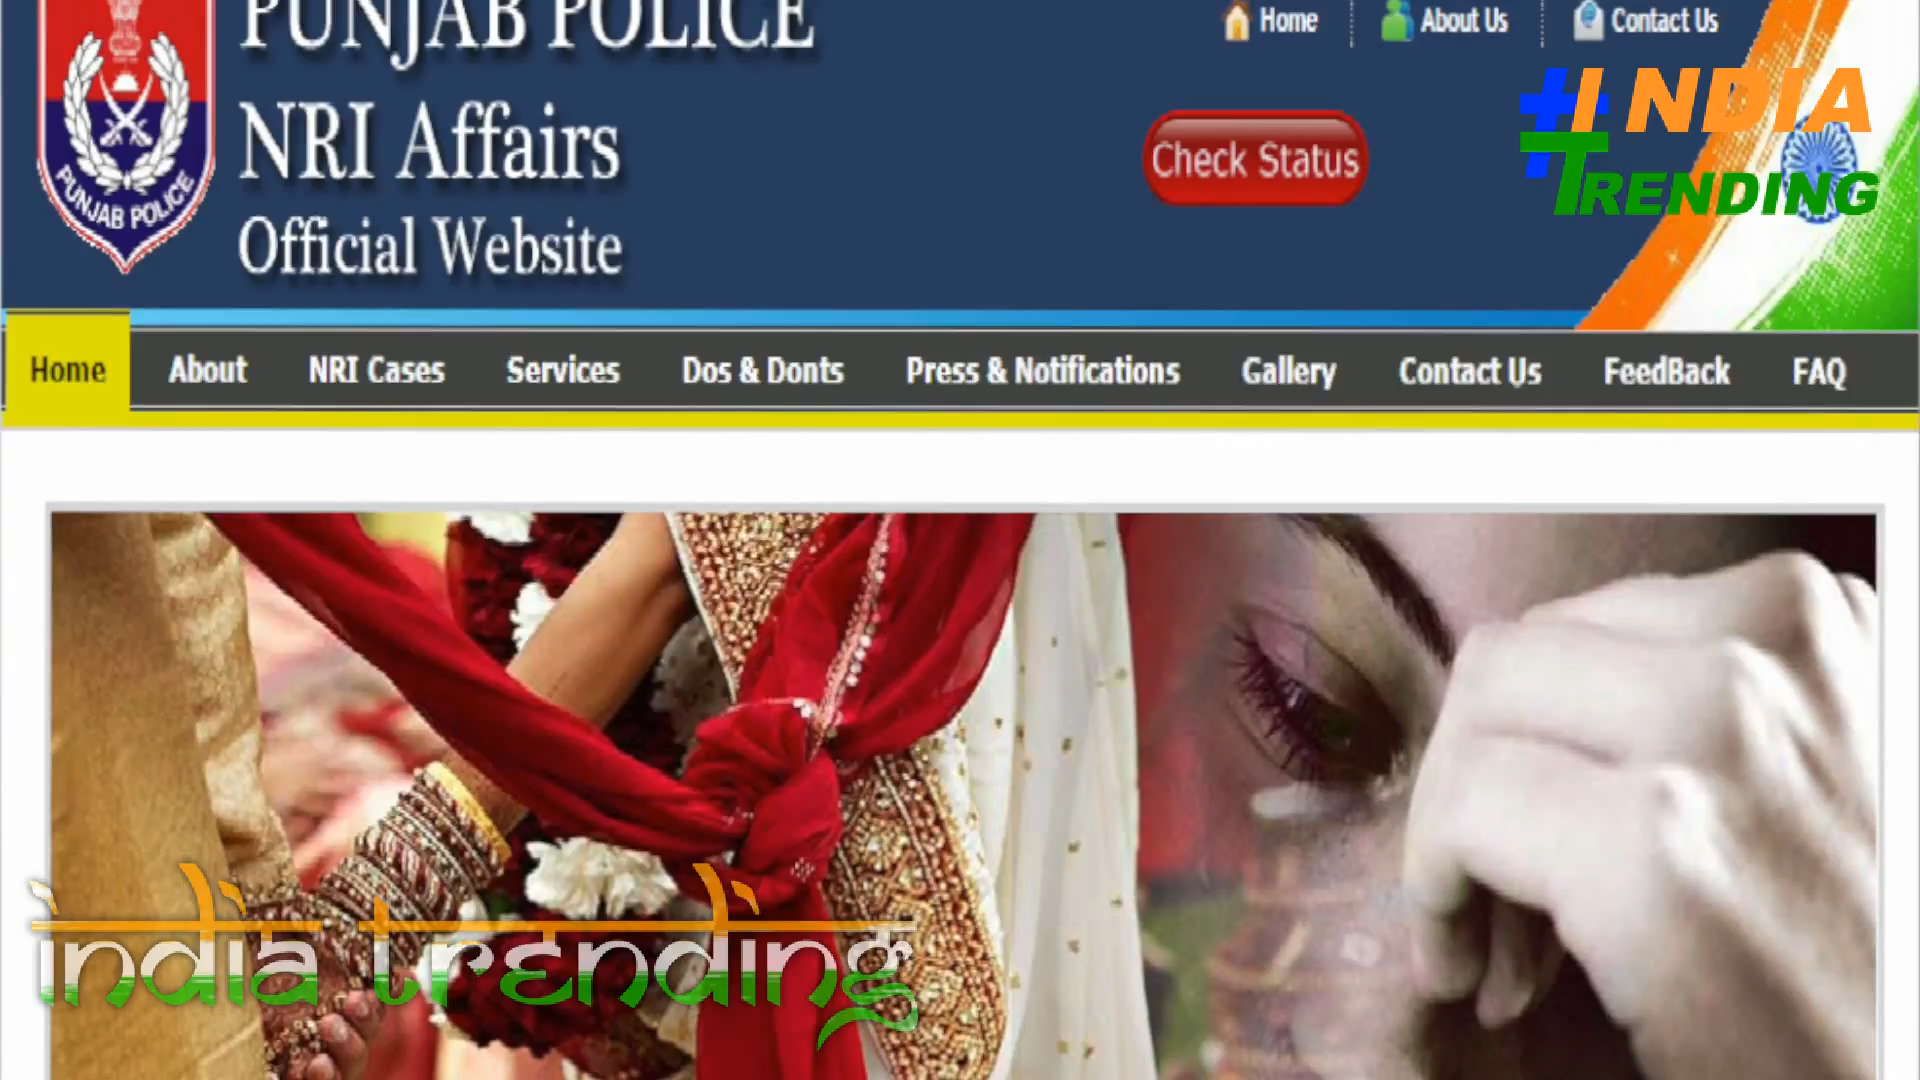 PUNJAB POLICE
NRI Affairs
Official Website
PUNJAB POLICE
Home
About Us
Contact Us
Check Status
#INDIA
TRENDING
Home
About
NRI Cases
Services
Dos & Donts
Press & Notifications
Gallery
Contact Us
FeedBack
FAQ
india trending